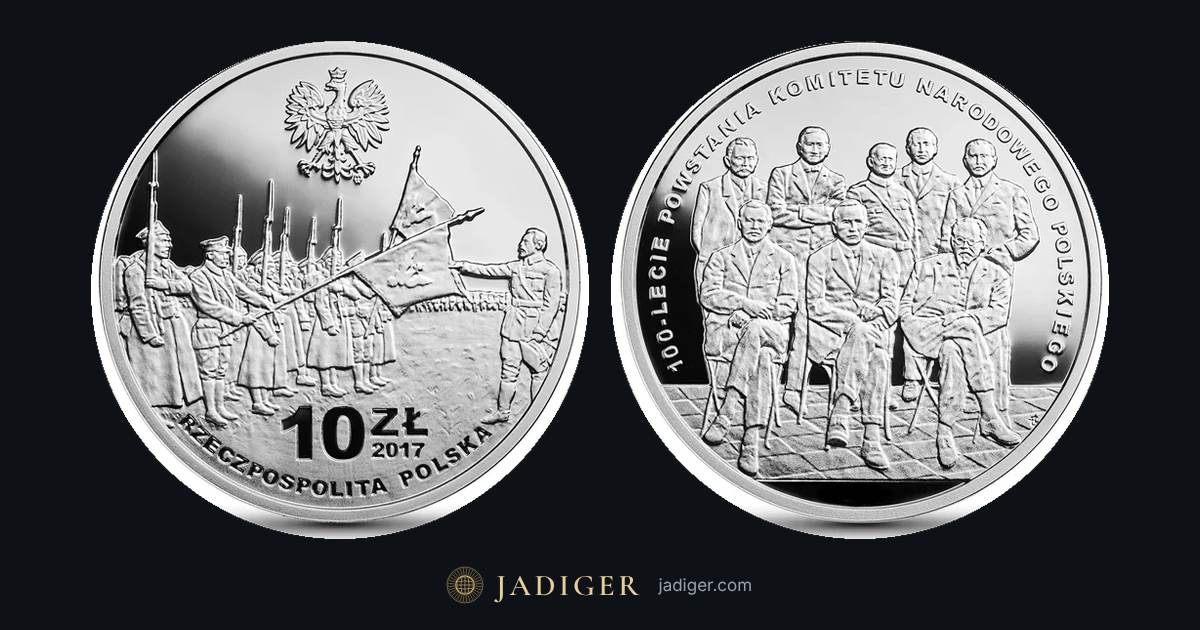 10 ZŁ
2017
RZECZPOSPOLITA POLSKA
100-LECIE POWSTANIA KOMITETU NARODOWEGO POLSKIEGO
JADIGER jadiger.com